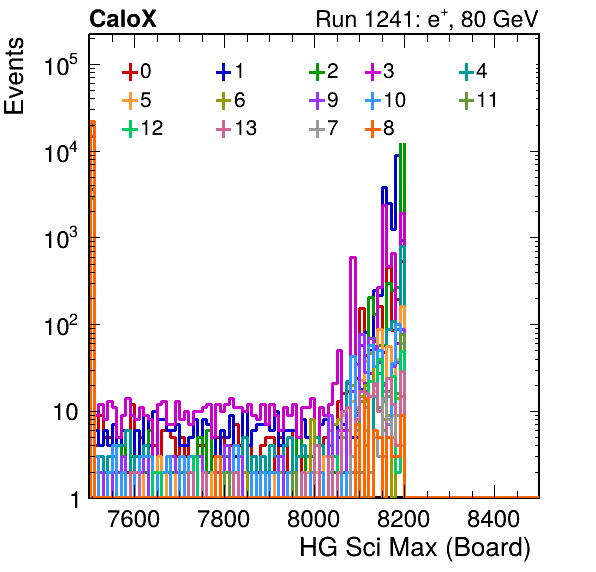 CaloX Run 1241: e⁺, 80 GeV
Events
0 1 2 3 4
5 6 9 10 11
12 13 7 8
10⁵
10⁴
10³
10²
10
1
7600 7800 8000 8200 8400
HG Sci Max (Board)